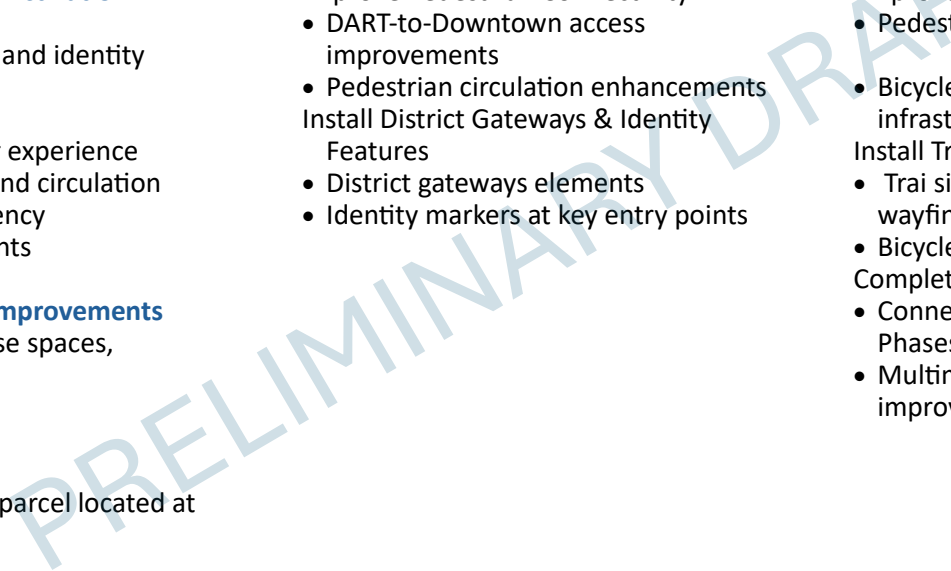 and identity
experience
nd circulation
ency
nts
mprovements
se spaces,
parcel located at
• DART-to-Downtown access
improvements
• Pedestrian circulation enhancements
Install District Gateways & Identity
Features
• District gateways elements
• Identity markers at key entry points
• Pedest
• Bicycle
infrast
Install Tr
• Trai si
wayfin
• Bicycle
Complet
• Conne
Phases
• Multin
improv
PRELIMINARY DRAF